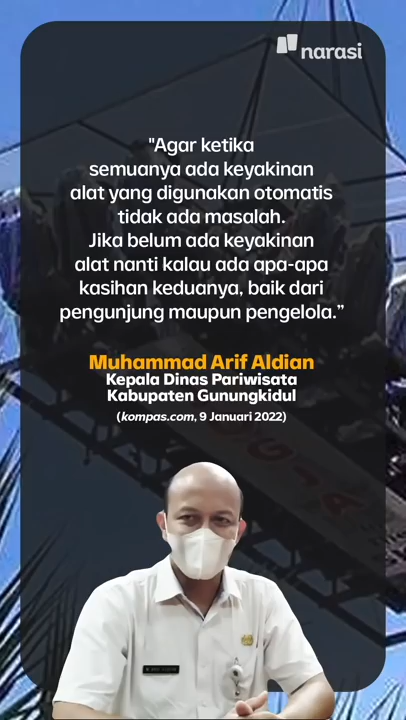 narasi
"Agar ketika
semuanya ada keyakinan
alat yang digunakan otomatis
tidak ada masalah.
Jika belum ada keyakinan
alat nanti kalau ada apa-apa
kasihan keduanya, baik dari
pengunjung maupun pengelola.”
Muhammad Arif Aldian
Kepala Dinas Pariwisata
Kabupaten Gunungkidul
(kompas.com, 9 Januari 2022)